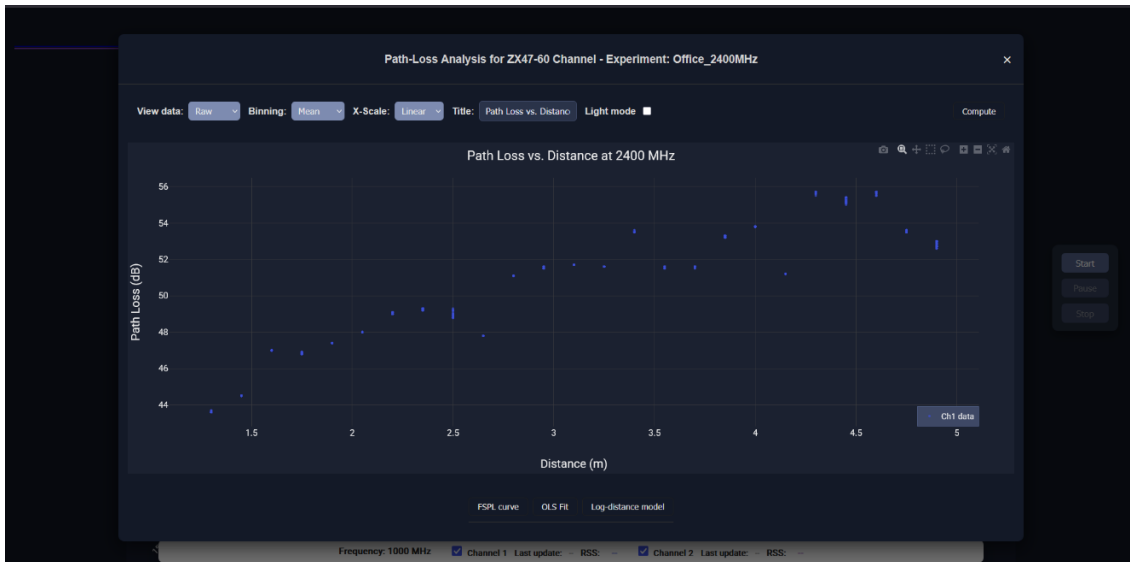 Path-Loss Analysis for ZX47-60 Channel - Experiment: Office_2400MHz ×
View data: Raw Binning: Mean X-Scale: Linear Title: Path Loss vs. Distanc Light mode Compute
Path Loss vs. Distance at 2400 MHz
56
54
52
50
48
46
44
Path Loss (dB)
Ch1 data
1.5 2 2.5 3 3.5 4 4.5 5
Distance (m)
FSPL curve OLS Fit Log-distance model
Start
Pause
Stop
Frequency: 1000 MHz Channel 1 Last update: -- RSS: -- Channel 2 Last update: -- RSS: --